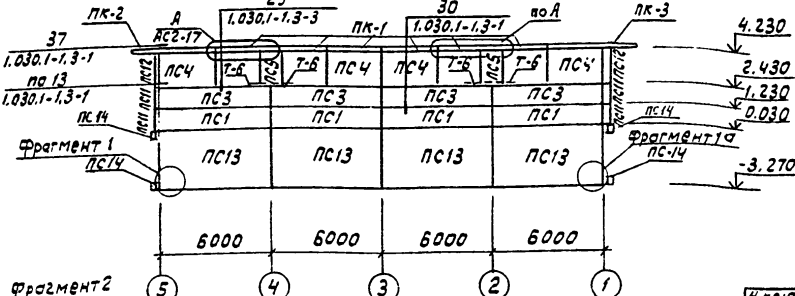 ПК-2
А
АС2-17
1.030.1-1.3-3
ПК-1
30
1.030.1-1.3-1
по А
ПК-3
4.230
37
1.030.1-1.3-1
по 13
1.030.1-1.3-1
ПС4 Т-6 ПС5 Т-6 ПС4 ПС4 Т-6 ПС5 Т-6 ПС4
2.430
ПС11 ПС11 ПС12
ПС11 ПС11 ПС12
ПС3 ПС3 ПС3 ПС3
1.230
ПС14
ПС1 ПС1 ПС1 ПС1
ПС14
0.030
Фрагмент 1
ПС14
ПС13 ПС13 ПС13 ПС13
Фрагмент 1а
ПС-14
-3.270
6000 6000 6000 6000
Фрагмент 2
5 4 3 2 1